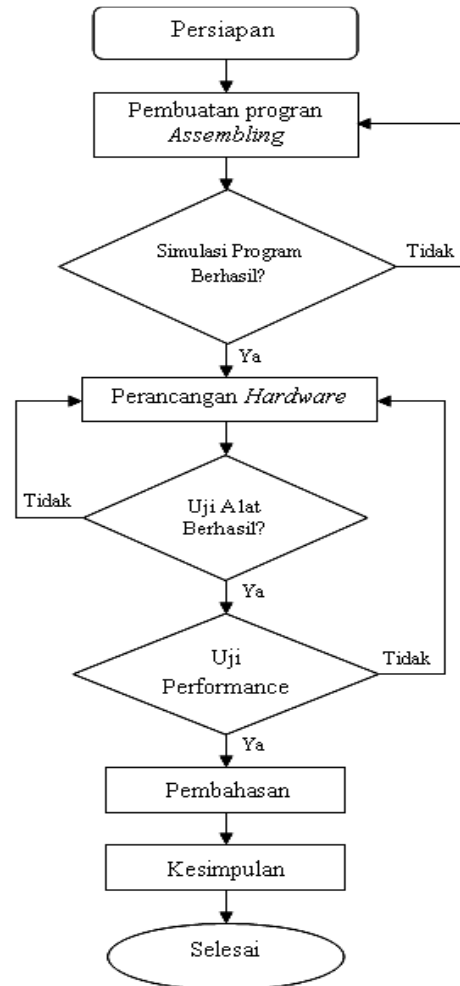 Persiapan
Pembuatan progran
Assembling
Simulasi Program
Berhasil?
Tidak
Ya
Perancangan Hardware
Tidak
Uji Alat
Berhasil?
Ya
Uji
Performance
Tidak
Ya
Pembahasan
Kesimpulan
Selesai